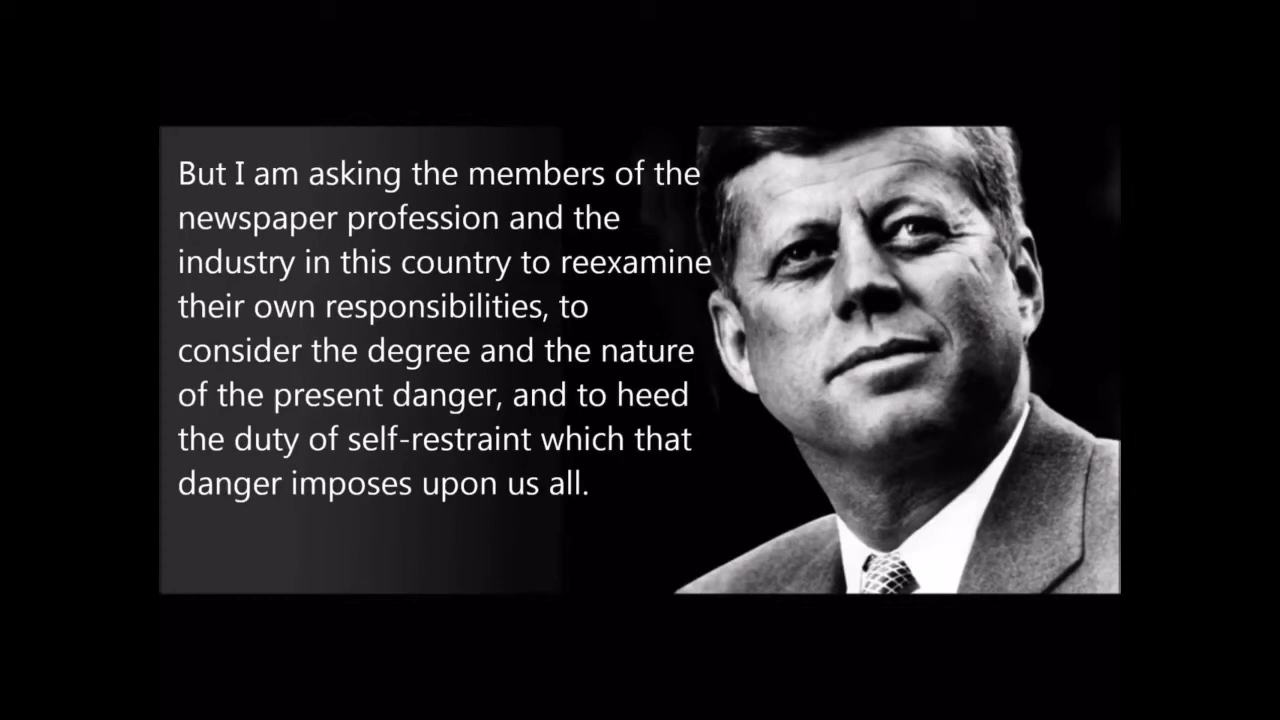 But I am asking the members of the
newspaper profession and the
industry in this country to reexamine
their own responsibilities, to
consider the degree and the nature
of the present danger, and to heed
the duty of self-restraint which that
danger imposes upon us all.